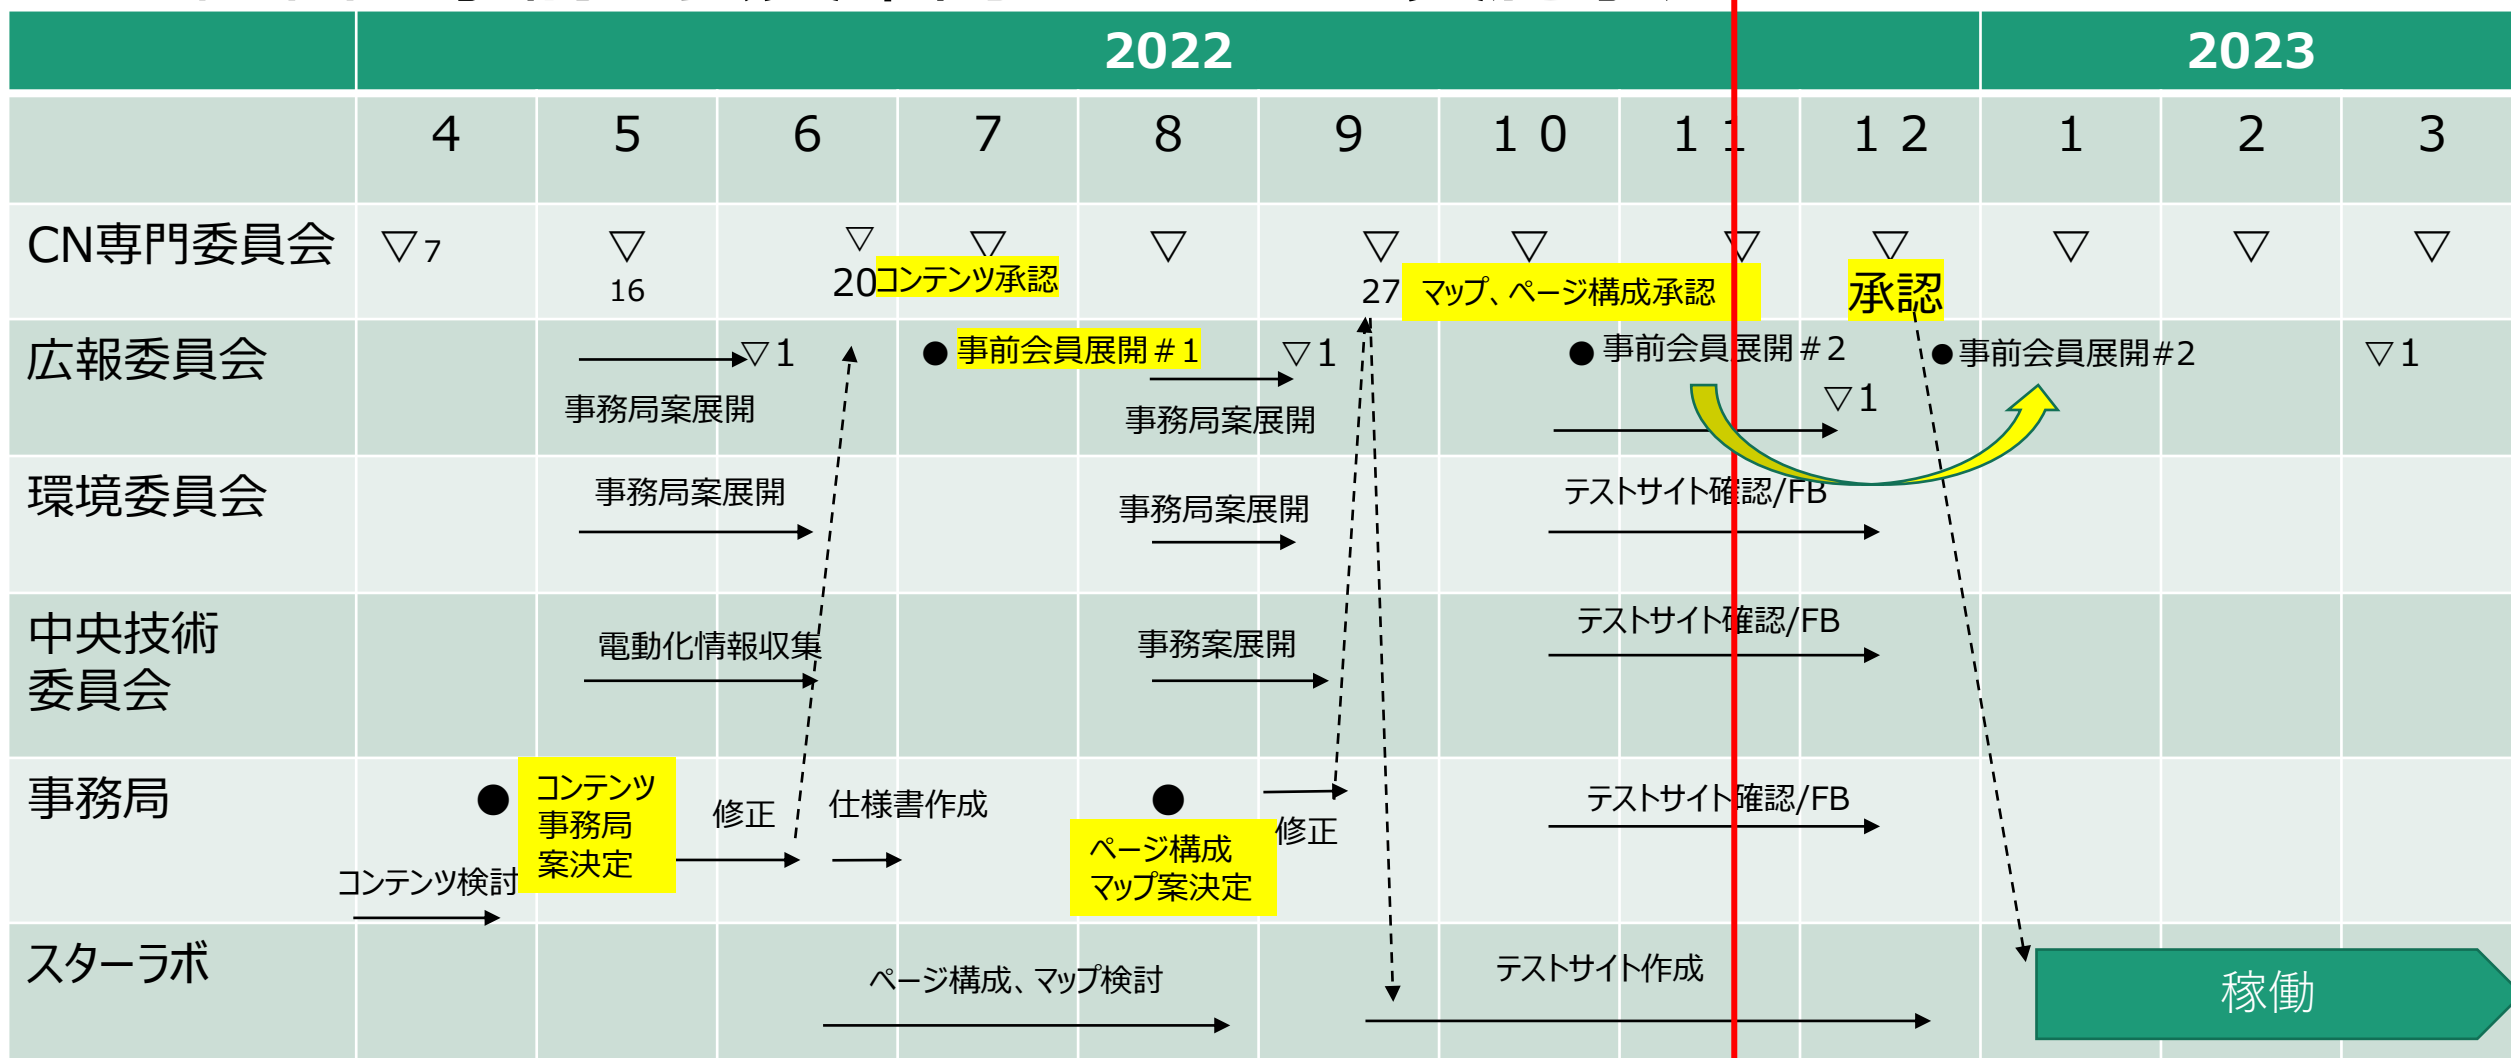 2022 2023
4 5 6 7 8 9 10 11 12 1 2 3
CN専門委員会 ▽7 ▽ ▽ ▽ ▽ ▽ ▽ ▽ ▽ ▽ ▽ ▽
16 20 コンテンツ承認 27 マップ、ページ構成承認 承認
広報委員会 ▽1 ●事前会員展開#1 ▽1 ●事前会員展開#2 ●事前会員展開#2 ▽1
事務局案展開 事務局案展開 ▽1
環境委員会 事務局案展開 事務局案展開 テストサイト確認/FB
中央技術
委員会
電動化情報収集 事務案展開 テストサイト確認/FB
事務局 ● コンテンツ
事務局
案決定
修正 仕様書作成 ● 修正 テストサイト確認/FB
ページ構成
マップ案決定
コンテンツ検討
スターラボ ページ構成、マップ検討 テストサイト作成 稼働